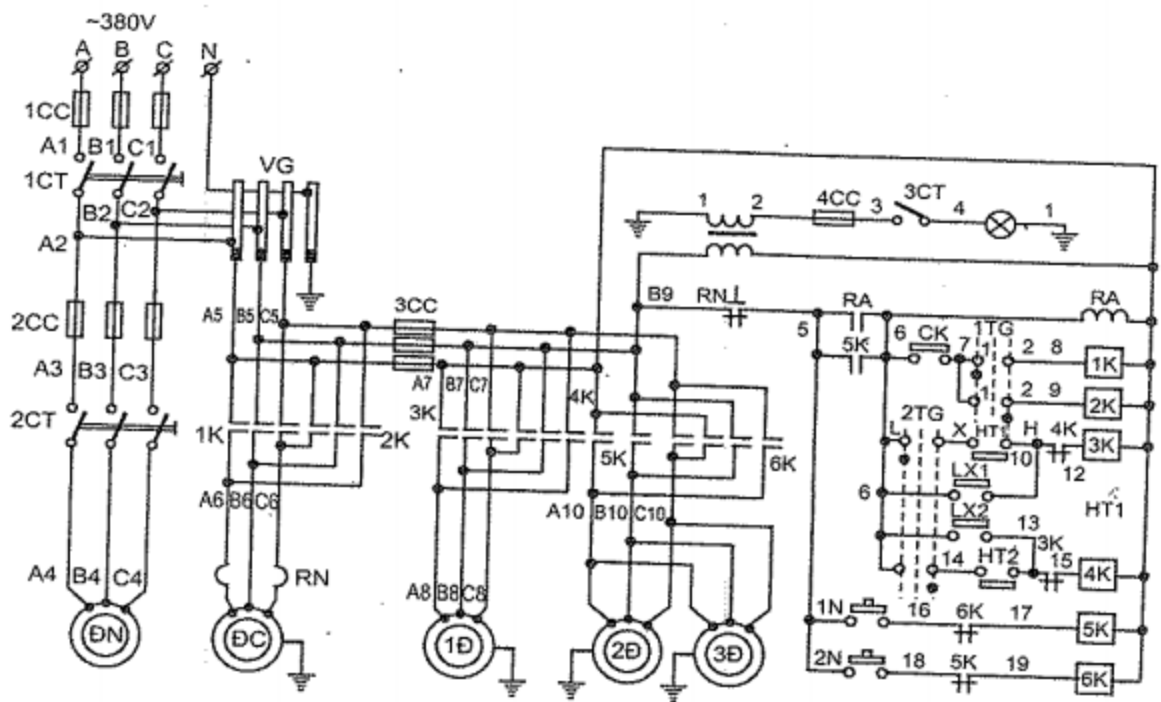 ~380V
A B C N
1CC
A1 B1 C1
1CT
VG
B2 C2
A2
1 2 4CC 3 3CT 4 1
2CC
A5 B5 C5
3CC
B9 RN
5
RA
RA
6 CK 7 1TG
5K
1 2 8 1K
A3 B3 C3
A7 B7 C7
4K
1 2 9 2K
2CT
3K
1K 2K
5K 6K
2TG
L X HT H 4K 3K
10 12
A6 B6 C6
A10 B10 C10
6 LX1
HT1
LX2 13
3K
L 14 HT2 15 4K
A4 B4 C4
RN
A8 B8 C8
1N 16 6K 17 5K
2N 18 5K 19 6K
ĐN ĐC 1Đ 2Đ 3Đ